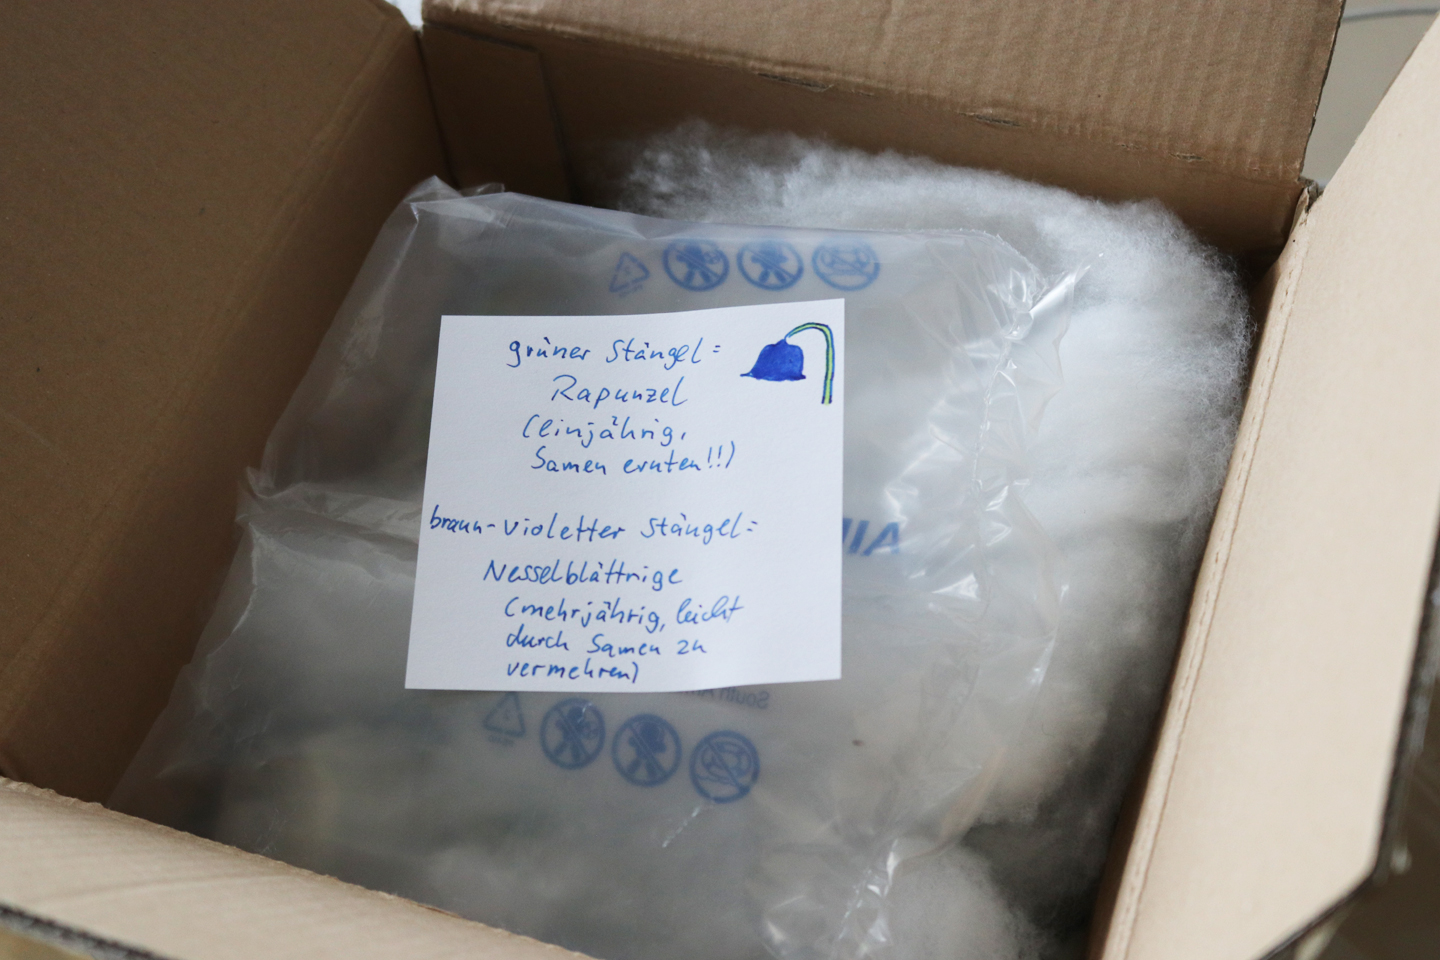 grüner Stängel =
Rapunzel
(einjährig,
Samen ernten!!)
braun-violetter Stängel =
Nesselblättrige
(mehrjährig, leicht
durch Samen zu
vermehren)